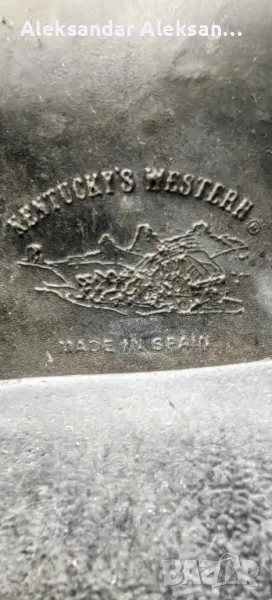 Aleksandar Aleksan...
KENTUCKY'S WESTERN
®
MADE IN SPAIN
BAZAR